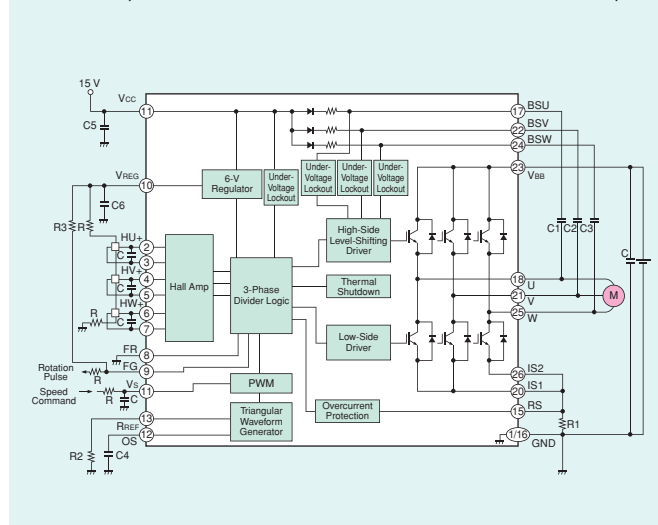 15 V
VCC
11
C5
VREG
10
C6
R3
R
HU+
2
C
3
HV+
4
C
5
HW+
6
R
C
7
FR
8
FG
9
Rotation
Pulse
R
VS
11
Speed
Command
R
C
13
RREF
12
OS
R2
C4
6-V
Regulator
Under-
Voltage
Lockout
Under-
Voltage
Lockout
Under-
Voltage
Lockout
Under-
Voltage
Lockout
Hall Amp
3-Phase
Divider Logic
High-Side
Level-Shifting
Driver
Thermal
Shutdown
Low-Side
Driver
PWM
Triangular
Waveform
Generator
Overcurrent
Protection
17 BSU
22 BSV
24 BSW
23
VBB
C1 C2 C3
C
18
U
21
V
25
W
M
26 IS2
20 IS1
15 RS
R1
1/16 GND